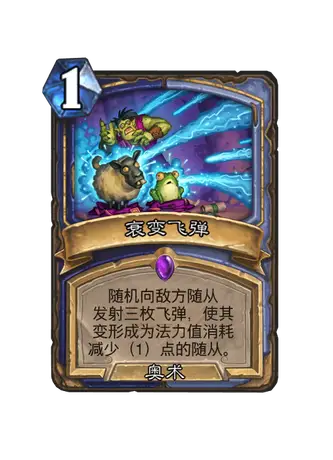 1
衰变飞弹
随机向敌方随从
发射三枚飞弹，使其
变形成为法力值消耗
减少（1）点的随从。
奥术